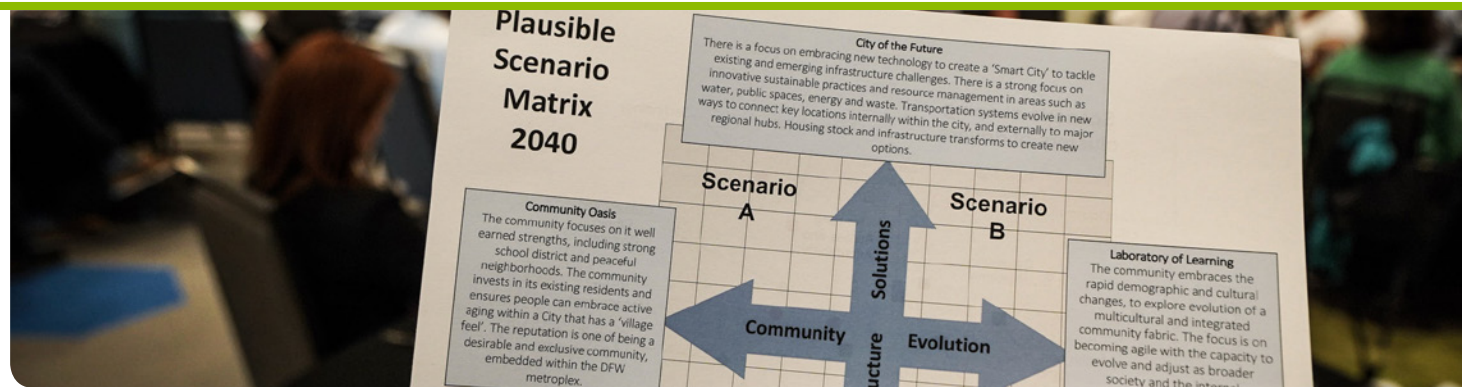 Plausible
Scenario
Matrix
2040
City of the Future
There is a focus on embracing new technology to create a 'Smart City' to tackle
existing and emerging infrastructure challenges. There is a strong focus on
innovative sustainable practices and resource management in areas such as
water, public spaces, energy and waste. Transportation systems evolve in new
ways to connect key locations internally within the city, and externally to major
regional hubs. Housing stock and infrastructure transforms to create new
options.
Scenario
A
Scenario
B
Community Oasis
The community focuses on it well
earned strengths, including strong
school district and peaceful
neighborhoods. The community
invests in its existing residents and
ensures people can embrace active
aging within a City that has a 'village
feel'. The reputation is one of being a
desirable and exclusive community,
embedded within the DFW
metroplex.
Solutions
Community
Evolution
ucture
Laboratory of Learning
The community embraces the
rapid demographic and cultural
changes, to explore evolution of a
multicultural and integrated
community fabric. The focus is on
becoming agile with the capacity to
evolve and adjust as broader
society and the